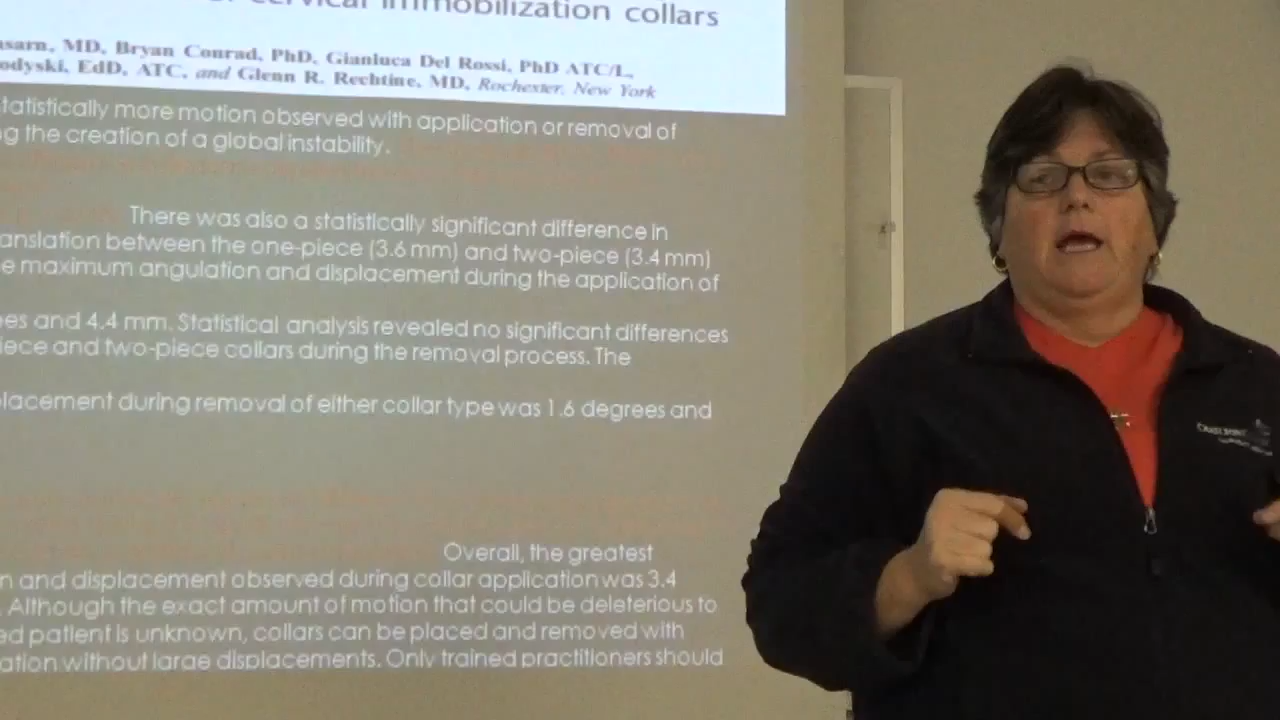 cervical immobilization collars
MD, Bryan Conrad, PhD, Gianluca Del Rossi, PhD ATC/L,
EdD, ATC, and Glenn R. Rechtine, MD, Rochester, New York
tatistically more motion observed with application or removal of
g the creation of a global instability.
There was also a statistically significant difference in
anslation between the one-piece (3.6 mm) and two-piece (3.4 mm)
e maximum angulation and displacement during the application of
es and 4.4 mm. Statistical analysis revealed no significant differences
iece and two-piece collars during the removal process. The
lacement during removal of either collar type was 1.6 degrees and
Overall, the greatest
n and displacement observed during collar application was 3.4
. Although the exact amount of motion that could be deleterious to
ed patient is unknown, collars can be placed and removed with
ation without large displacements. Only trained practitioners should